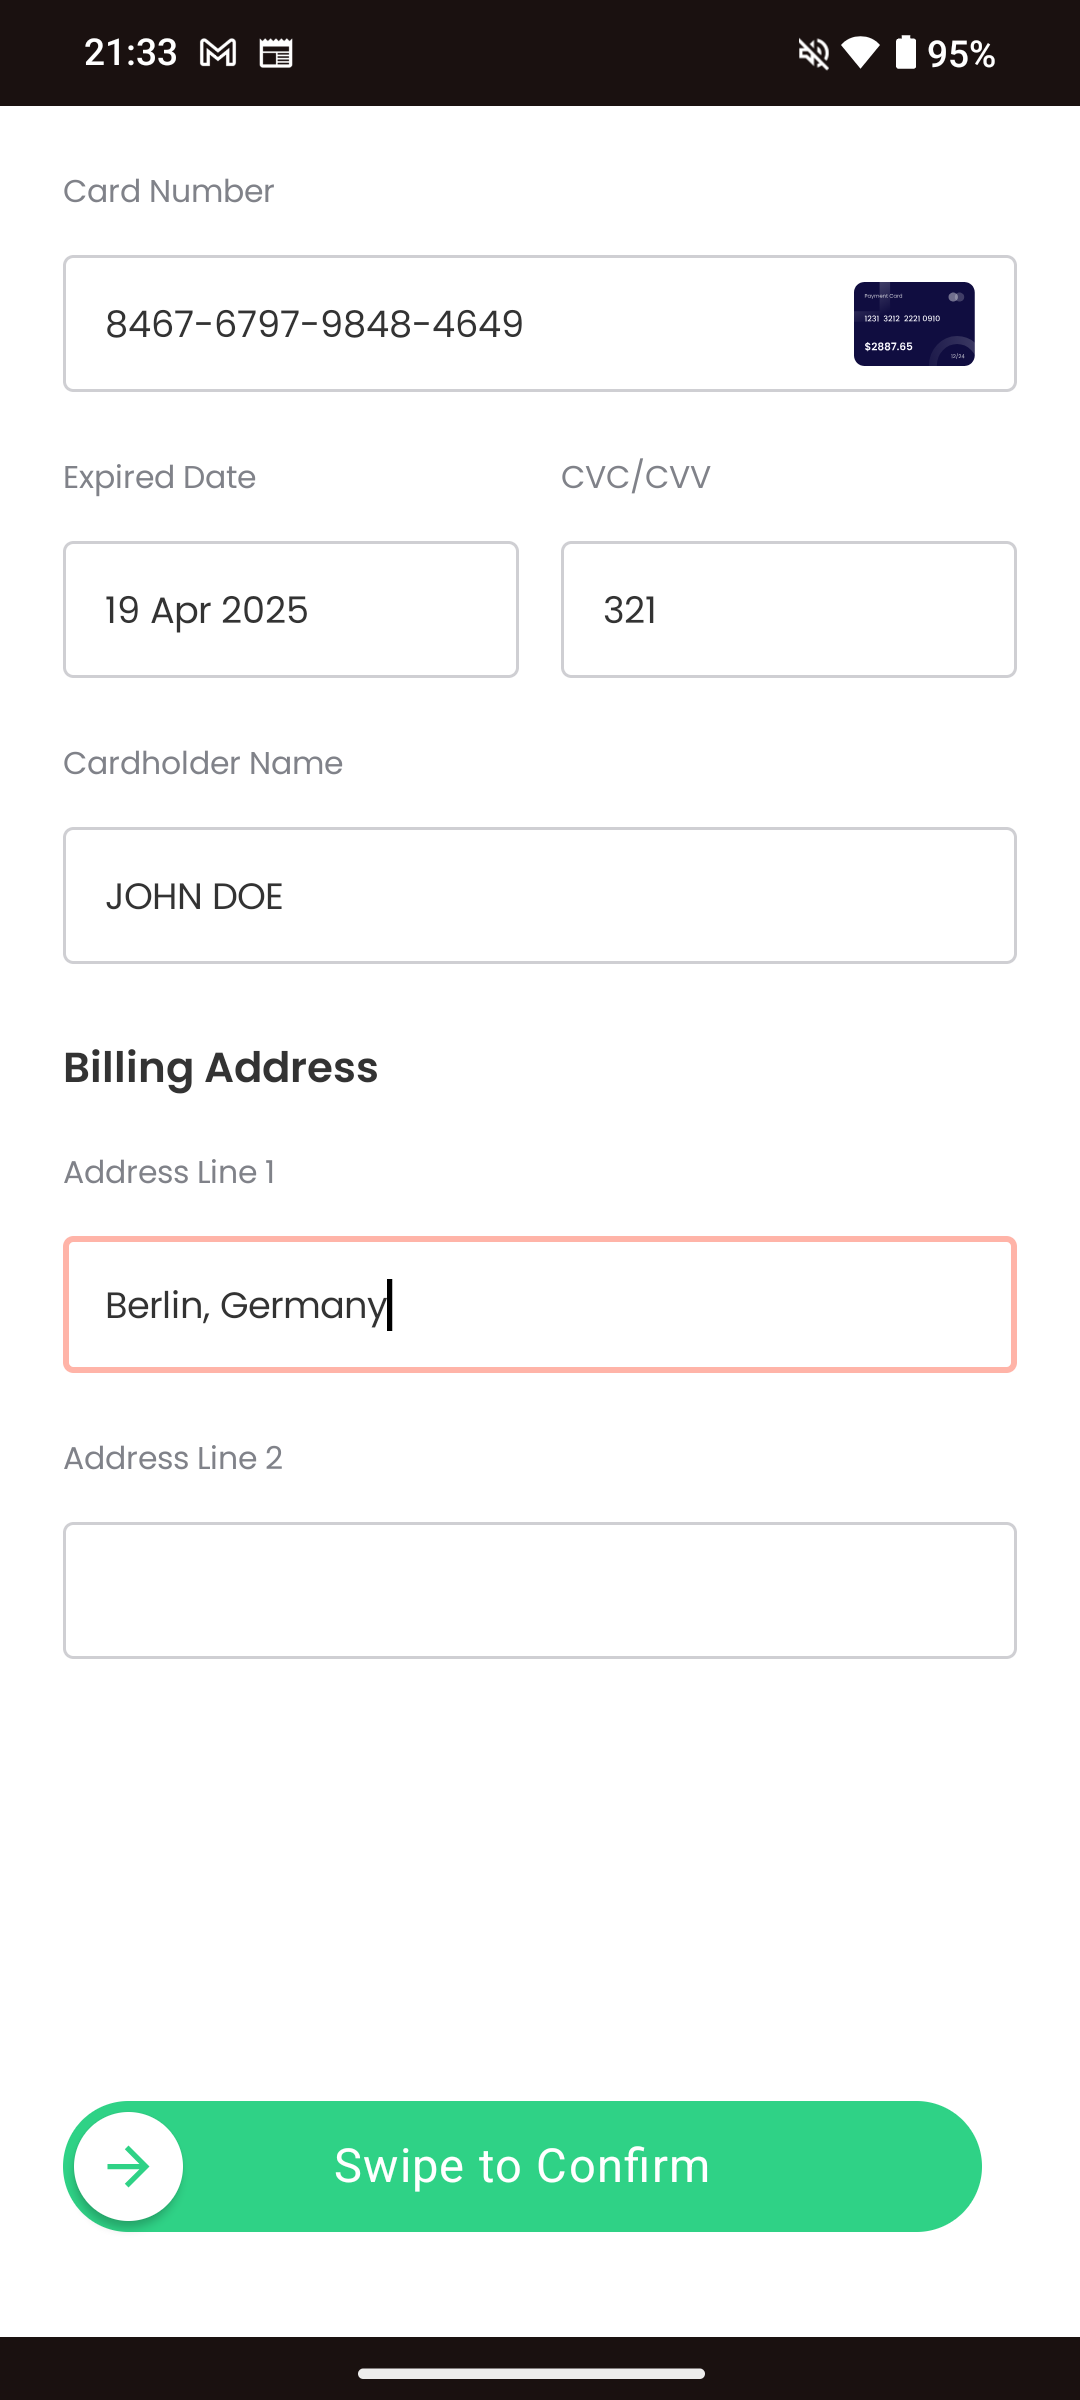 21:33
95%
Card Number
8467-6797-9848-4649
Payment Card
1231 3212 2221 0910
$2887.65
12/24
Expired Date
CVC/CVV
19 Apr 2025
321
Cardholder Name
JOHN DOE
Billing Address
Address Line 1
Berlin, Germany
Address Line 2
Swipe to Confirm